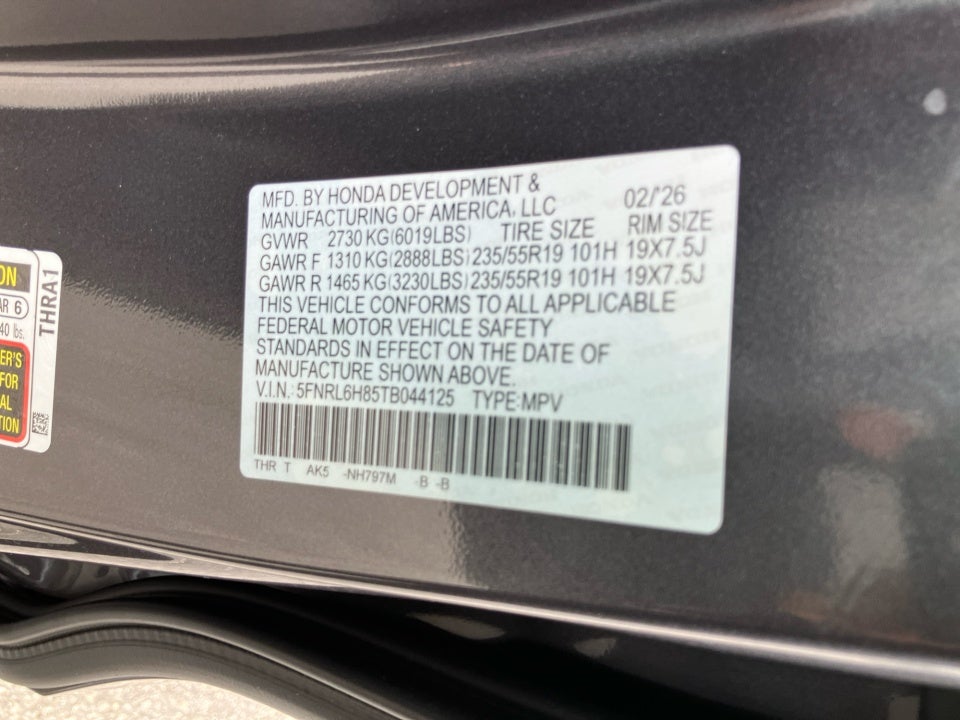 MFD. BY HONDA DEVELOPMENT &
MANUFACTURING OF AMERICA, LLC 02/'26
GVWR 2730 KG (6019LBS) TIRE SIZE RIM SIZE
GAWR F 1310 KG (2888LBS) 235/55R19 101H 19X7.5J
GAWR R 1465 KG (3230LBS) 235/55R19 101H 19X7.5J
THIS VEHICLE CONFORMS TO ALL APPLICABLE
FEDERAL MOTOR VEHICLE SAFETY
STANDARDS IN EFFECT ON THE DATE OF
MANUFACTURE SHOWN ABOVE.
V.I.N.: 5FNRL6H85TB044125 TYPE:MPV
THR T AK5 -NH797M -B -B
THRA1
6
40 lbs.